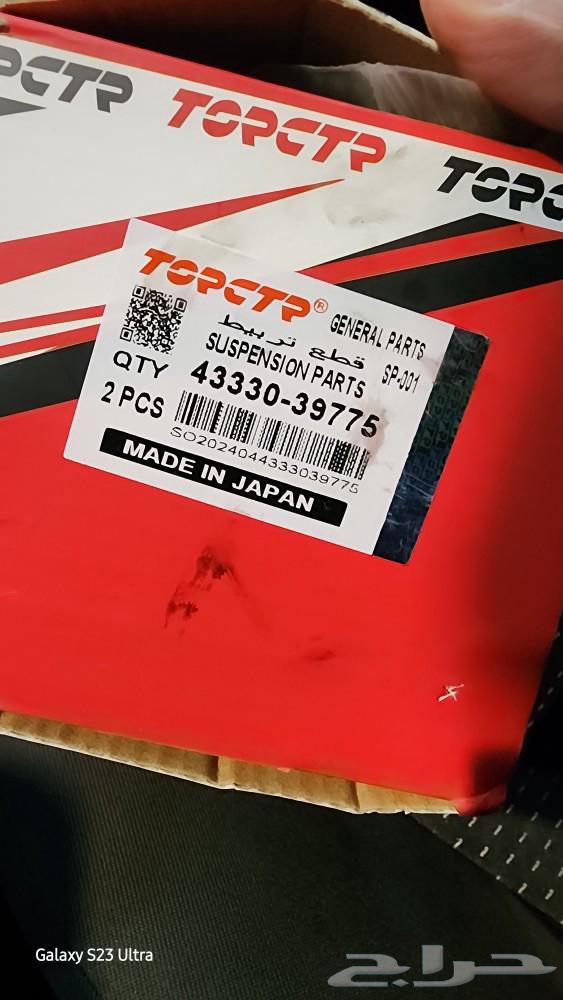 TOPCTR
TOPCTR
TOPC
TOPCTR®
GENERAL PARTS
قطع تربيط
SUSPENSION PARTS
SP-001
QTY
2 PCS
43330-39775
SO2024044333039775
MADE IN JAPAN
Galaxy S23 Ultra
حراج